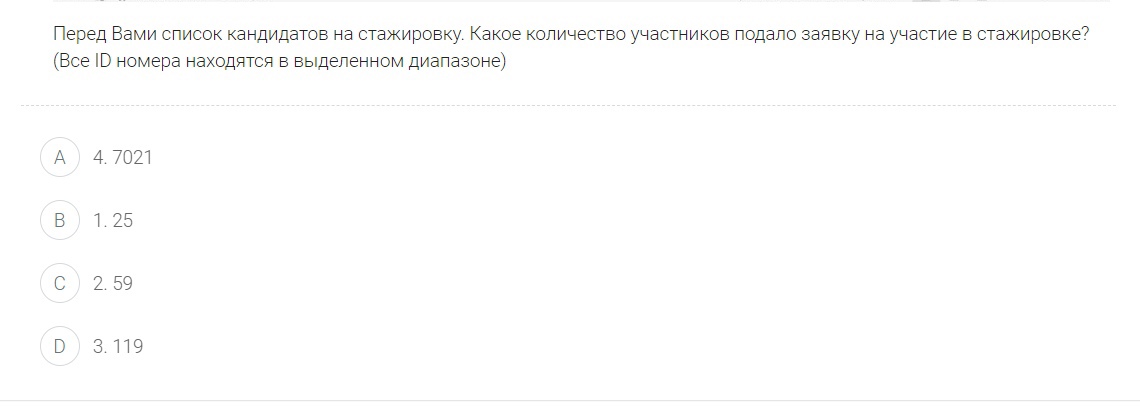 Перед Вами список кандидатов на стажировку. Какое количество участников подало заявку на участие в стажировке?
(Все ID номера находятся в выделенном диапазоне)
A 4. 7021
B 1. 25
C 2. 59
D 3. 119